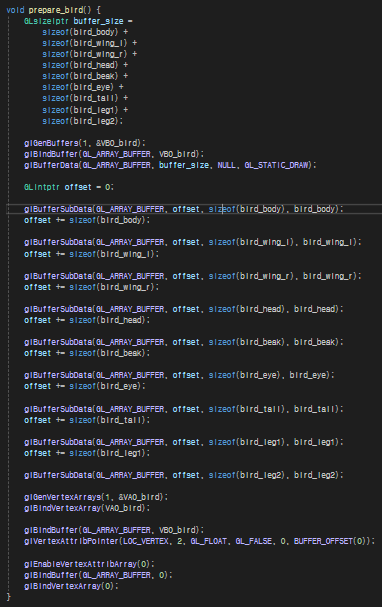 void prepare_bird() {
GLsizeiptr buffer_size =
sizeof(bird_body) +
sizeof(bird_wing_l) +
sizeof(bird_wing_r) +
sizeof(bird_head) +
sizeof(bird_beak) +
sizeof(bird_eye) +
sizeof(bird_tail) +
sizeof(bird_leg1) +
sizeof(bird_leg2);
glGenBuffers(1, &VBO_bird);
glBindBuffer(GL_ARRAY_BUFFER, VBO_bird);
glBufferData(GL_ARRAY_BUFFER, buffer_size, NULL, GL_STATIC_DRAW);
GLintptr offset = 0;
glBufferSubData(GL_ARRAY_BUFFER, offset, sizeof(bird_body), bird_body);
offset += sizeof(bird_body);
glBufferSubData(GL_ARRAY_BUFFER, offset, sizeof(bird_wing_l), bird_wing_l);
offset += sizeof(bird_wing_l);
glBufferSubData(GL_ARRAY_BUFFER, offset, sizeof(bird_wing_r), bird_wing_r);
offset += sizeof(bird_wing_r);
glBufferSubData(GL_ARRAY_BUFFER, offset, sizeof(bird_head), bird_head);
offset += sizeof(bird_head);
glBufferSubData(GL_ARRAY_BUFFER, offset, sizeof(bird_beak), bird_beak);
offset += sizeof(bird_beak);
glBufferSubData(GL_ARRAY_BUFFER, offset, sizeof(bird_eye), bird_eye);
offset += sizeof(bird_eye);
glBufferSubData(GL_ARRAY_BUFFER, offset, sizeof(bird_tail), bird_tail);
offset += sizeof(bird_tail);
glBufferSubData(GL_ARRAY_BUFFER, offset, sizeof(bird_leg1), bird_leg1);
offset += sizeof(bird_leg1);
glBufferSubData(GL_ARRAY_BUFFER, offset, sizeof(bird_leg2), bird_leg2);
glGenVertexArrays(1, &VAO_bird);
glBindVertexArray(VAO_bird);
glBindBuffer(GL_ARRAY_BUFFER, VBO_bird);
glVertexAttribPointer(LOC_VERTEX, 2, GL_FLOAT, GL_FALSE, 0, BUFFER_OFFSET(0));
glEnableVertexAttribArray(0);
glBindBuffer(GL_ARRAY_BUFFER, 0);
glBindVertexArray(0);
}